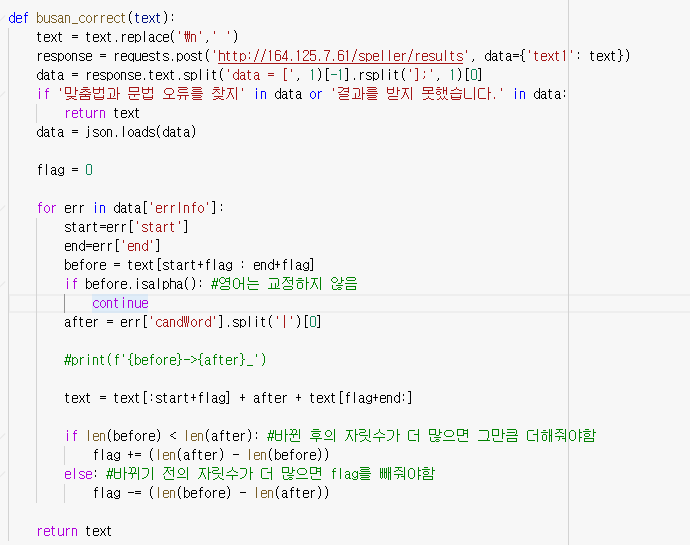 def busan_correct(text):
    text = text.replace('\n',' ')
    response = requests.post('http://164.125.7.61/speller/results', data={'text1': text})
    data = response.text.split('data = [', 1)[-1].rsplit('];', 1)[0]
    if '맞춤법과 문법 오류를 찾지' in data or '결과를 받지 못했습니다.' in data:
        return text
    data = json.loads(data)

    flag = 0

    for err in data['errInfo']:
        start=err['start']
        end=err['end']
        before = text[start+flag : end+flag]
        if before.isalpha(): #영어는 교정하지 않음
            continue
        after = err['candWord'].split('|')[0]

        #print(f'{before}->{after}_')

        text = text[:start+flag] + after + text[flag+end:]

        if len(before) < len(after): #바뀐 후의 자릿수가 더 많으면 그만큼 더해줘야함
            flag += (len(after) - len(before))
        else: #바뀌기 전의 자릿수가 더 많으면 flag를 빼줘야함
            flag -= (len(before) - len(after))

    return text